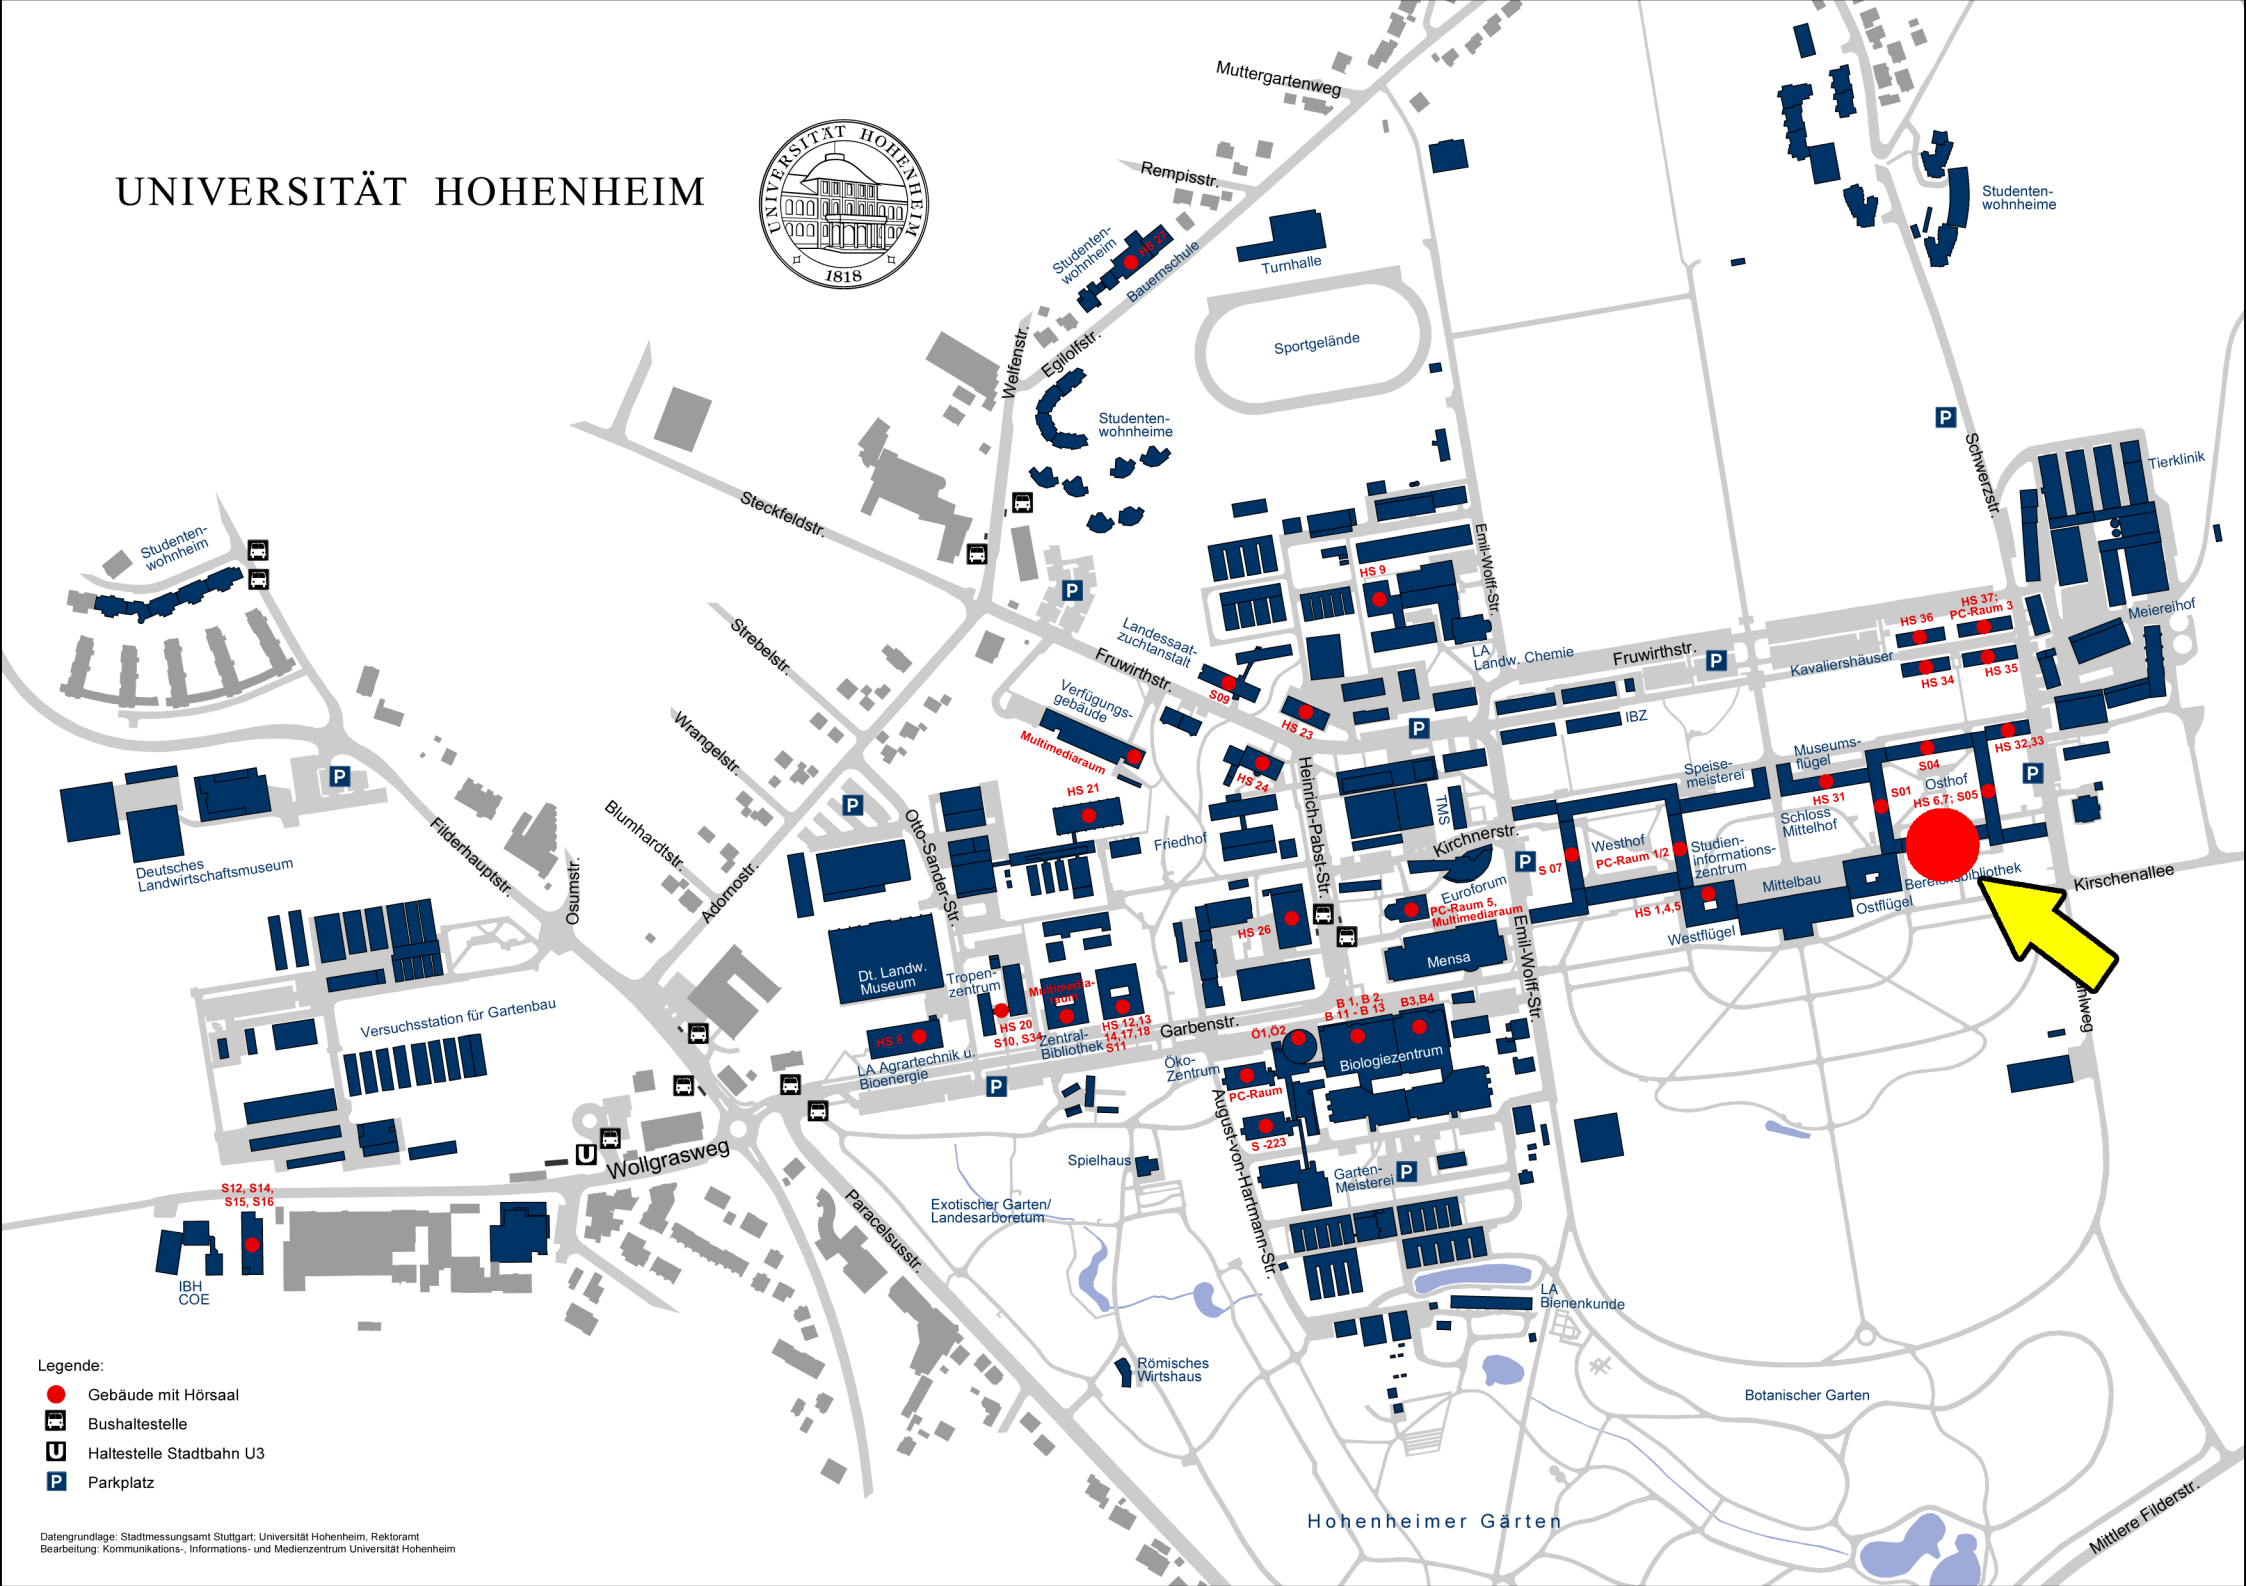 UNIVERSITÄT HOHENHEIM
UNIVERSITÄT HOHENHEIM
1818
Muttergartenweg
Rempisstr.
Studenten-
wohnheim
HS 27
Bauernschule
Turnhalle
Studenten-
wohnheime
Welfenstr.
Egilolfstr.
Sportgelände
Studenten-
wohnheime
P
Schwerzstr.
Tierklinik
Steckfeldstr.
Studenten-
wohnheim
Emil-Wolff-Str.
HS 9
P
Strebelstr.
Landessaat-
zuchtanstalt
Fruwirthstr.
S09
LA
Landw. Chemie
Fruwirthstr.
P
HS 36
HS 37;
PC-Raum 3
Kavaliershäuser
HS 34
HS 35
Meiereihof
Verfügungs-
gebäude
Multimediaraum
HS 23
P
IBZ
Wrangelstr.
HS 24
Heinrich-Pabst-Str.
Speise-
meisterei
Museums-
flügel
HS 31
S04
HS 32,33
P
P
Blumhardtstr.
P
Otto-Sander-Str.
HS 21
Friedhof
TMS
Kirchnerstr.
P
Westhof
PC-Raum 1/2
S 07
Studien-
informations-
zentrum
Schloss
Mittelhof
S01
Osthof
HS 6,7; S05
Deutsches
Landwirtschaftsmuseum
Filderhauptstr.
Osumstr.
Adornostr.
Euroforum
PC-Raum 5,
Multimediaraum
HS 1,4,5
Mittelbau
Ostflügel
Westflügel
Kirschenallee
HS 26
Mensa
Emil-Wolff-Str.
Dt. Landw.
Museum
Tropen-
zentrum
Multimedia-
raum
HS 20
S10, S34
Zentral-
Bibliothek
HS 12,13
14,17,18
S11
Garbenstr.
B 1, B 2,
B 11 - B 13
B3,B4
Ö1,Ö2
Biologiezentrum
Versuchsstation für Gartenbau
HS 8
LA Agrartechnik u.
Bioenergie
P
Öko-
Zentrum
PC-Raum
S -223
August-von-Hartmann-Str.
Garten-
Meisterei
P
U
Wollgrasweg
Spielhaus
Exotischer Garten/
Landesarboretum
Paracelsusstr.
S12, S14,
S15, S16
IBH
COE
LA
Bienenkunde
Römisches
Wirtshaus
Botanischer Garten
Hohenheimer Gärten
Mittlere Filderstr.
Legende:
Gebäude mit Hörsaal
Bushaltestelle
U Haltestelle Stadtbahn U3
P Parkplatz
Datengrundlage: Stadtmessungsamt Stuttgart; Universität Hohenheim, Rektoramt
Bearbeitung: Kommunikations-, Informations- und Medienzentrum Universität Hohenheim